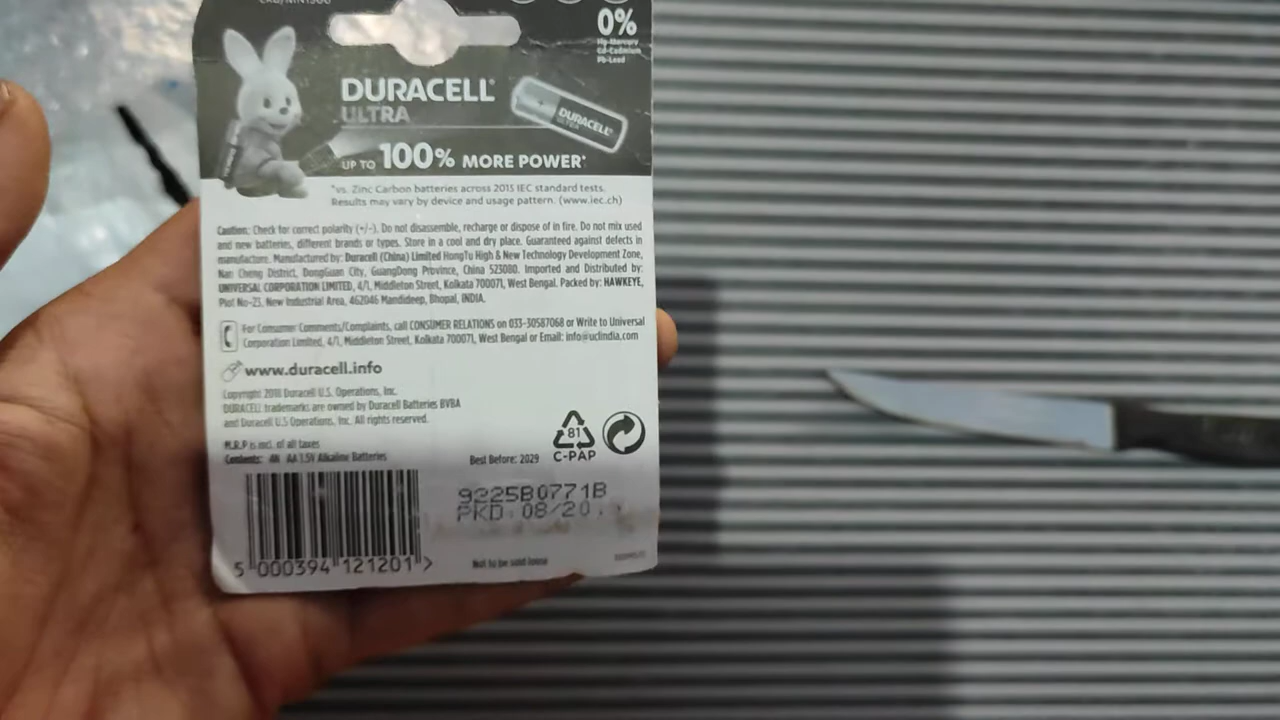 0%
Hg-Mercury
Cd-Cadmium
Pb-Lead
DURACELL
ULTRA
DURACELL
ULTRA
UP TO 100% MORE POWER*
*vs. Zinc Carbon batteries across 2015 IEC standard tests.
Results may vary by device and usage pattern. (www.iec.ch)
Caution: Check for correct polarity (+/-). Do not disassemble, recharge or dispose of in fire. Do not mix used
and new batteries, different brands or types. Store in a cool and dry place. Guaranteed against defects in
manufacture. Manufactured by: Duracell (China) Limited HongTu High & New Technology Development Zone,
Nan Cheng District, DongGuan City, GuangDong Province, China 523080. Imported and Distributed by:
UNIVERSAL CORPORATION LIMITED, 4/1, Middleton Street, Kolkata 700071, West Bengal. Packed by: HAWKEYE,
Plot No-23, New Industrial Area, 462046 Mandideep, Bhopal, INDIA.
For Consumer Comments/Complaints, call CONSUMER RELATIONS on 033-30587068 or Write to Universal
Corporation Limited, 4/1, Middleton Street, Kolkata 700071, West Bengal or Email: info@uclindia.com
www.duracell.info
Copyright 2018 Duracell U.S. Operations, Inc.
DURACELL trademarks are owned by Duracell Batteries BVBA
and Duracell U.S Operations, Inc. All rights reserved.
M.R.P is incl. of all taxes
Contents: 4N AA 1.5V Alkaline Batteries
Best Before: 2029
81
C-PAP
9225B0771B
PKD. 08/20
5 000394 121201 >
Not to be sold loose